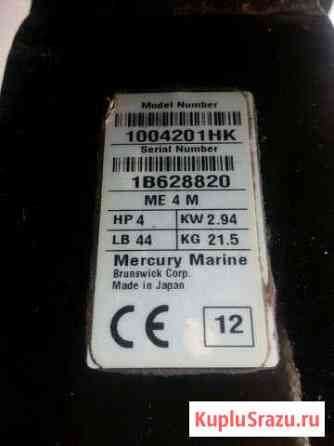 Model Number
1004201HK
Serial Number
1B628820
ME 4 M
HP 4 KW 2.94
LB 44 KG 21.5
Mercury Marine
Brunswick Corp.
Made in Japan
CE 12
KupluSrazu.ru